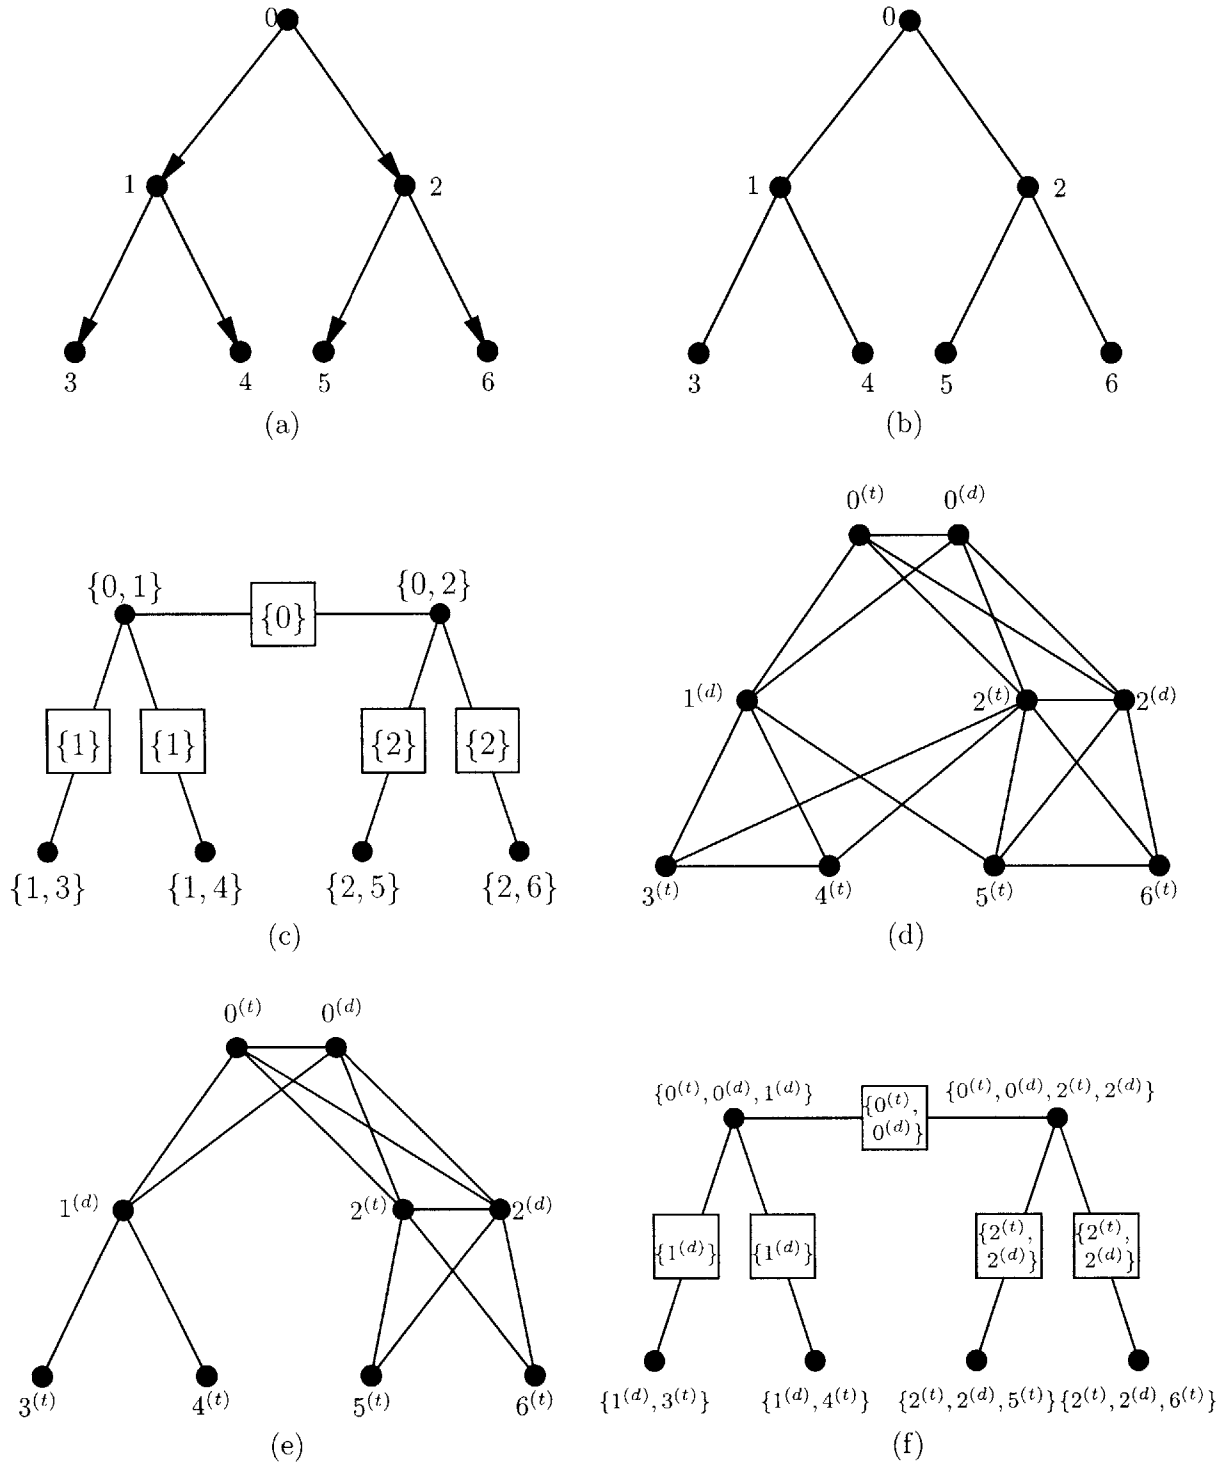 0 0
1 2 1 2
3 4 5 6 3 4 5 6
(a) (b)
0^{(t)} 0^{(d)}
{0, 1} {0} {0, 2}
1^{(d)} 2^{(t)} 2^{(d)}
{1} {1} {2} {2}
{1, 3} {1, 4} {2, 5} {2, 6} 3^{(t)} 4^{(t)} 5^{(t)} 6^{(t)}
(c) (d)
0^{(t)} 0^{(d)}
{0^{(t)}, 0^{(d)}, 1^{(d)}} {0^{(t)}, {0^{(t)}, 0^{(d)}, 2^{(t)}, 2^{(d)}}
0^{(d)}}
1^{(d)} 2^{(t)} 2^{(d)}
{1^{(d)}} {1^{(d)}} {2^{(t)}, {2^{(t)},
2^{(d)}} 2^{(d)}}
3^{(t)} 4^{(t)} 5^{(t)} 6^{(t)} {1^{(d)}, 3^{(t)}} {1^{(d)}, 4^{(t)}} {2^{(t)}, 2^{(d)}, 5^{(t)}} {2^{(t)}, 2^{(d)}, 6^{(t)}}
(e) (f)